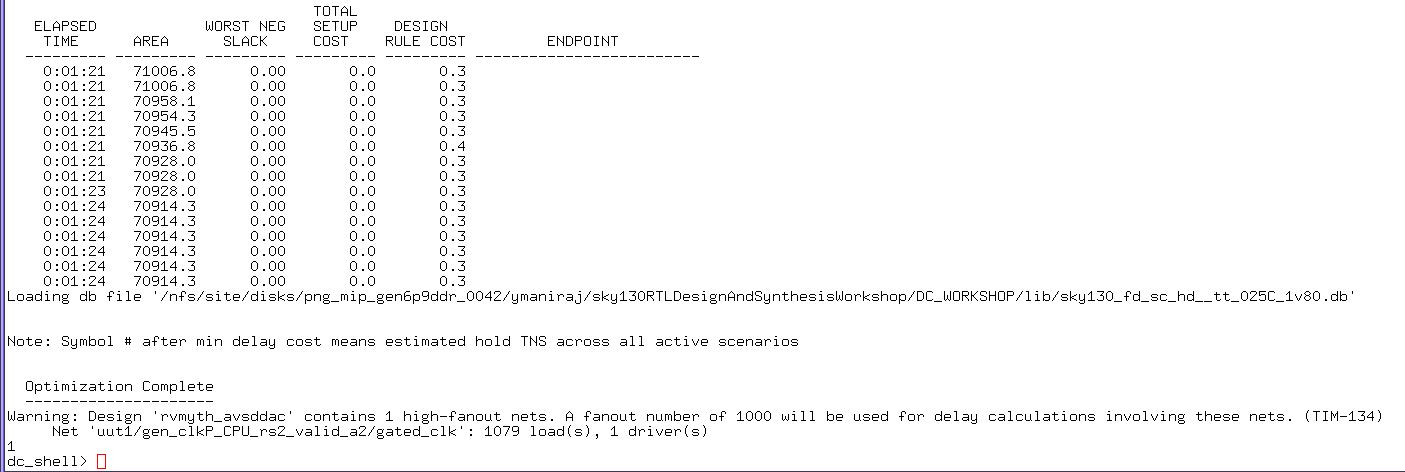 TOTAL
ELAPSED WORST NEG SETUP DESIGN
TIME AREA SLACK COST RULE COST ENDPOINT
--------- --------- --------- --------- --------- -------------------------
0:01:21 71006.8 0.00 0.0 0.3
0:01:21 71006.8 0.00 0.0 0.3
0:01:21 70958.1 0.00 0.0 0.3
0:01:21 70954.3 0.00 0.0 0.3
0:01:21 70945.5 0.00 0.0 0.3
0:01:21 70936.8 0.00 0.0 0.4
0:01:21 70928.0 0.00 0.0 0.3
0:01:21 70928.0 0.00 0.0 0.3
0:01:23 70928.0 0.00 0.0 0.3
0:01:24 70914.3 0.00 0.0 0.3
0:01:24 70914.3 0.00 0.0 0.3
0:01:24 70914.3 0.00 0.0 0.3
0:01:24 70914.3 0.00 0.0 0.3
0:01:24 70914.3 0.00 0.0 0.3
0:01:24 70914.3 0.00 0.0 0.3
Loading db file '/nfs/site/disks/png_mip_gen6p9ddr_0042/ymaniraj/sky130RTLDesignAndSynthesisWorkshop/DC_WORKSHOP/lib/sky130_fd_sc_hd__tt_025C_1v80.db'
Note: Symbol # after min delay cost means estimated hold TNS across all active scenarios
Optimization Complete
---------------------
Warning: Design 'rvmyth_avsddac' contains 1 high-fanout nets. A fanout number of 1000 will be used for delay calculations involving these nets. (TIM-134)
Net 'uut1/gen_clkP_CPU_rs2_valid_a2/gated_clk': 1079 load(s), 1 driver(s)
1
dc_shell>